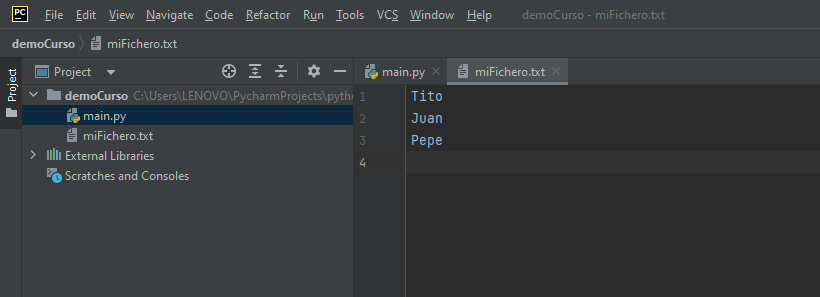 PC File Edit View Navigate Code Refactor Run Tools VCS Window Help demoCurso - miFichero.txt
demoCurso miFichero.txt
Project
Project
demoCurso C:\Users\LENOVO\PycharmProjects\pytho
main.py
miFichero.txt
External Libraries
Scratches and Consoles
main.py miFichero.txt
1 Tito
2 Juan
3 Pepe
4